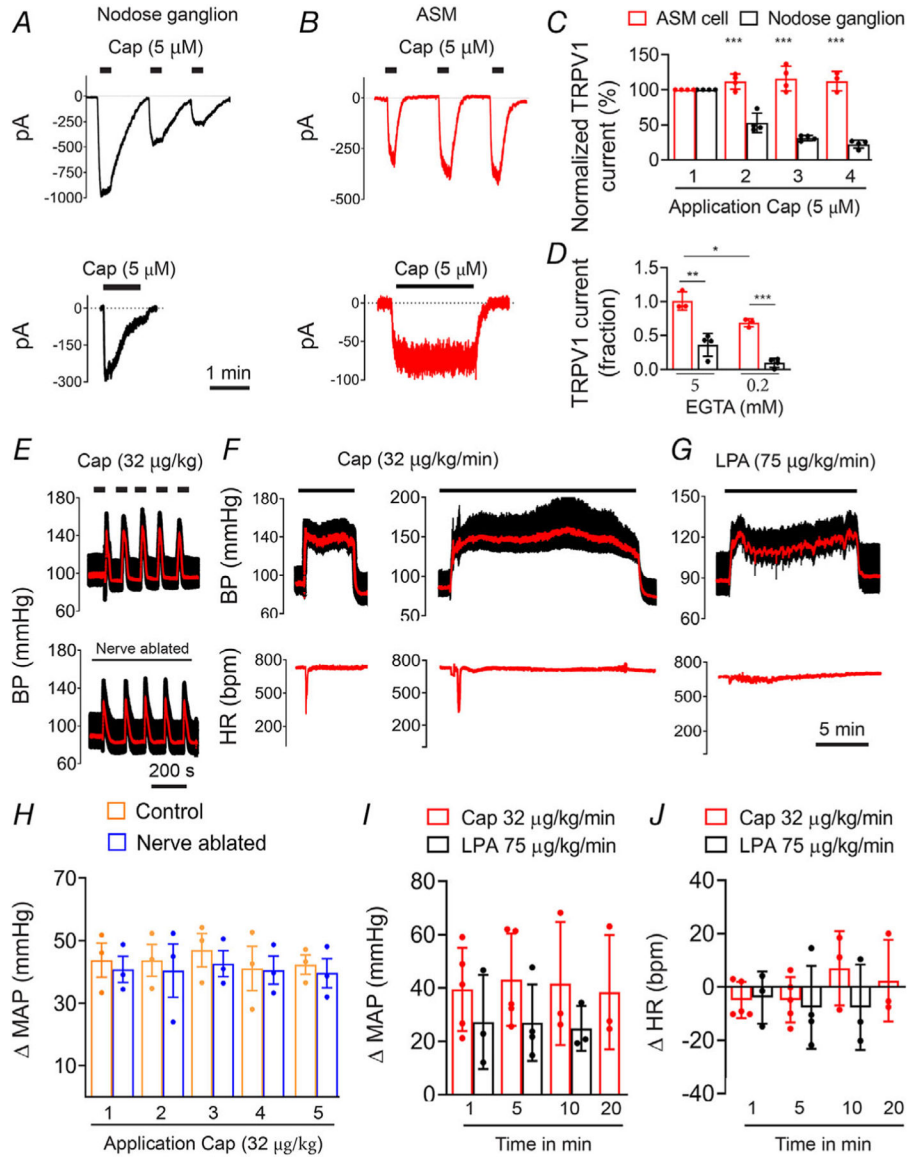 A
Nodose ganglion
Cap (5 μM)
pA
0
-250
-500
-750
-1000
Cap (5 μM)
pA
0
-150
-300
1 min
B
ASM
Cap (5 μM)
pA
0
-250
-500
Cap (5 μM)
pA
0
-50
-100
C
ASM cell
Nodose ganglion
Normalized TRPV1
current (%)
150
100
50
0
*** *** ***
1 2 3 4
Application Cap (5 μM)
D
TRPV1 current
(fraction)
1.5
1.0
0.5
0.0
*
**
***
5 0.2
EGTA (mM)
E
Cap (32 μg/kg)
BP (mmHg)
180
140
100
60
Nerve ablated
180
140
100
60
200 s
F
Cap (32 μg/kg/min)
BP (mmHg)
180
140
100
60
200
150
100
50
HR (bpm)
800
500
200
800
500
200
G
LPA (75 μg/kg/min)
150
120
90
60
800
500
200
5 min
H
Control
Nerve ablated
Δ MAP (mmHg)
70
50
30
10
1 2 3 4 5
Application Cap (32 μg/kg)
I
Cap 32 μg/kg/min
LPA 75 μg/kg/min
Δ MAP (mmHg)
80
60
40
20
0
1 5 10 20
Time in min
J
Cap 32 μg/kg/min
LPA 75 μg/kg/min
Δ HR (bpm)
40
20
0
-20
-40
1 5 10 20
Time in min